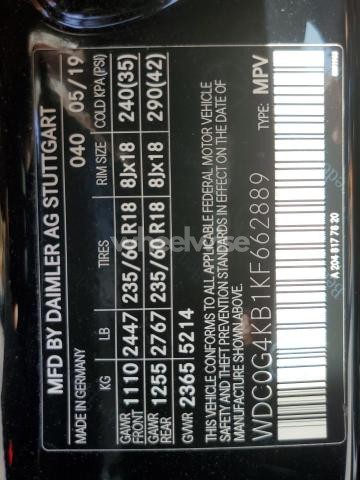 MFD BY DAIMLER AG STUTTGART
MADE IN GERMANY 040 05/19
KG LB TIRES RIM SIZE COLD KPA(PSI)
GAWR FRONT 1110 2447 235/60 R18 8Jx18 240(35)
GAWR REAR 1255 2767 235/60 R18 8Jx18 290(42)
GVWR 2365 5214
THIS VEHICLE CONFORMS TO ALL APPLICABLE FEDERAL MOTOR VEHICLE
SAFETY AND THEFT PREVENTION STANDARDS IN EFFECT ON THE DATE OF
MANUFACTURE SHOWN ABOVE.
WDC0G4KB1KF662889
TYPE: MPV
A 204 817 76 20